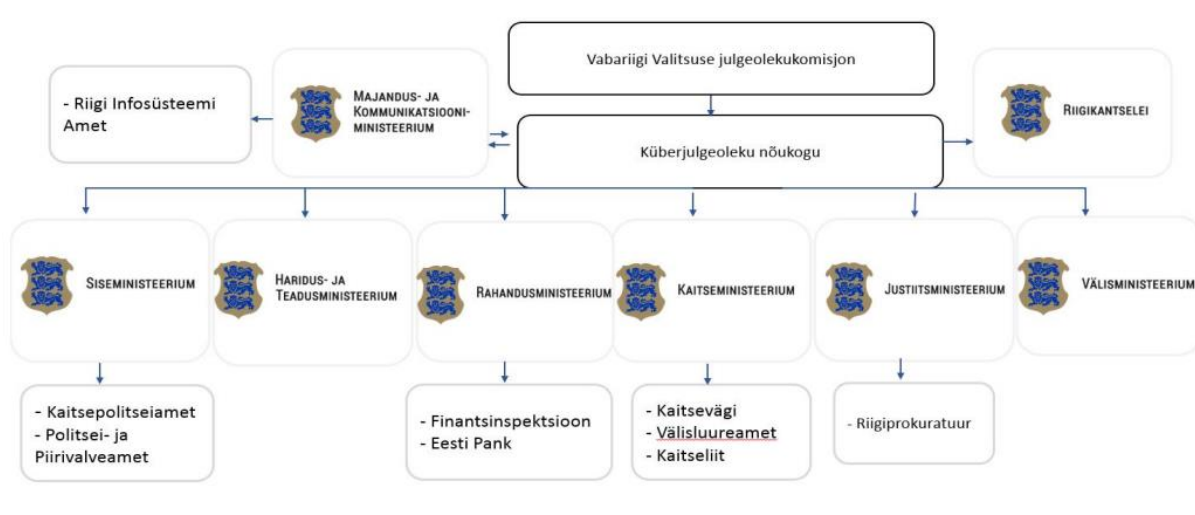 Vabariigi Valitsuse julgeolekukomisjon
- Riigi Infosüsteemi
Amet
MAJANDUS- JA
KOMMUNIKATSIOONI-
MINISTEERIUM
Küberjulgeoleku nõukogu
RIIGIKANTSELEI
SISEMINISTEERIUM
HARIDUS- JA
TEADUSMINISTEERIUM
RAHANDUSMINISTEERIUM
KAITSEMINISTEERIUM
JUSTIITSMINISTEERIUM
VÄLISMINISTEERIUM
- Kaitsepolitseiamet
- Politsei- ja
Piirivalveamet
- Finantsinspektsioon
- Eesti Pank
- Kaitsevägi
- Välisluureamet
- Kaitseliit
- Riigiprokuratuur